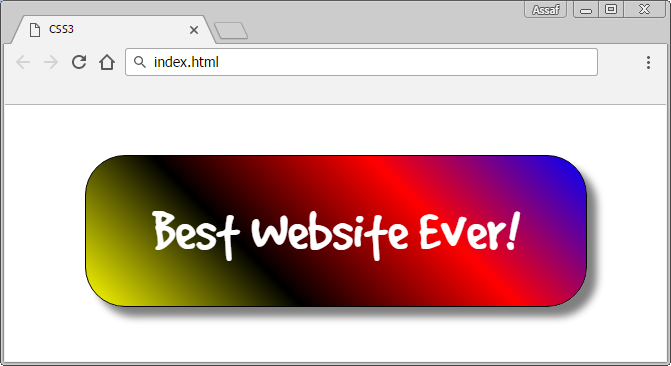 Assaf
CSS3
index.html
Best Website Ever!